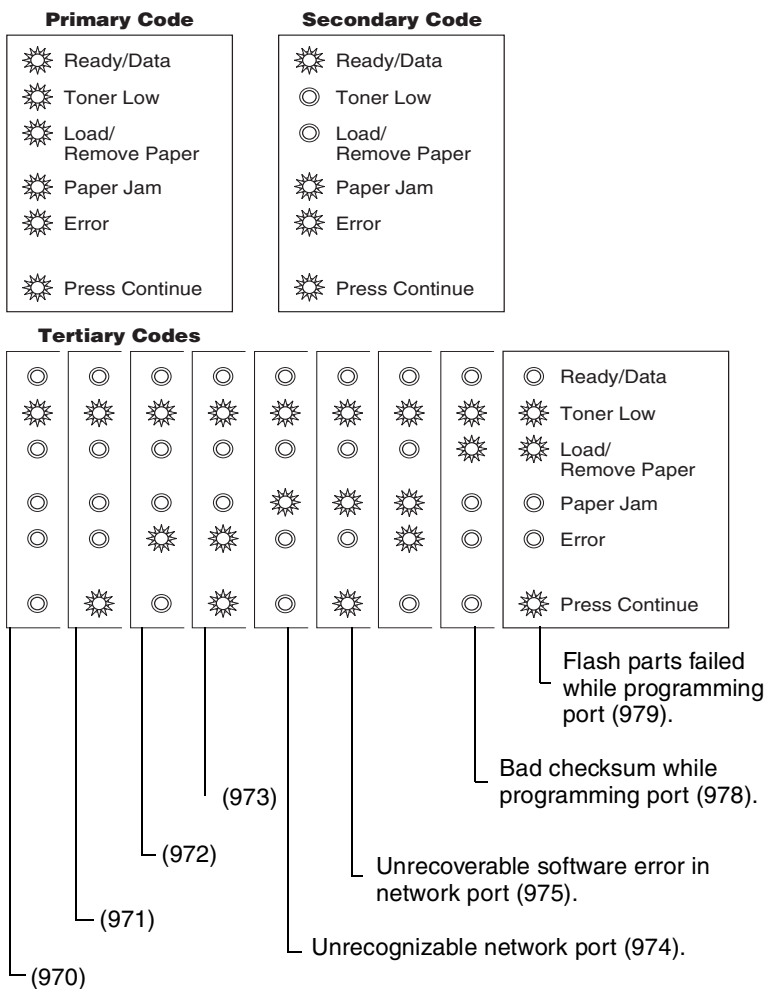 Primary Code
Secondary Code
Ready/Data
Toner Low
Load/
Remove Paper
Paper Jam
Error
Press Continue
Ready/Data
Toner Low
Load/
Remove Paper
Paper Jam
Error
Press Continue
Tertiary Codes
Ready/Data
Toner Low
Load/
Remove Paper
Paper Jam
Error
Press Continue
Flash parts failed
while programming
port (979).
Bad checksum while
programming port (978).
(973)
(972)
Unrecoverable software error in
network port (975).
(971)
Unrecognizable network port (974).
(970)